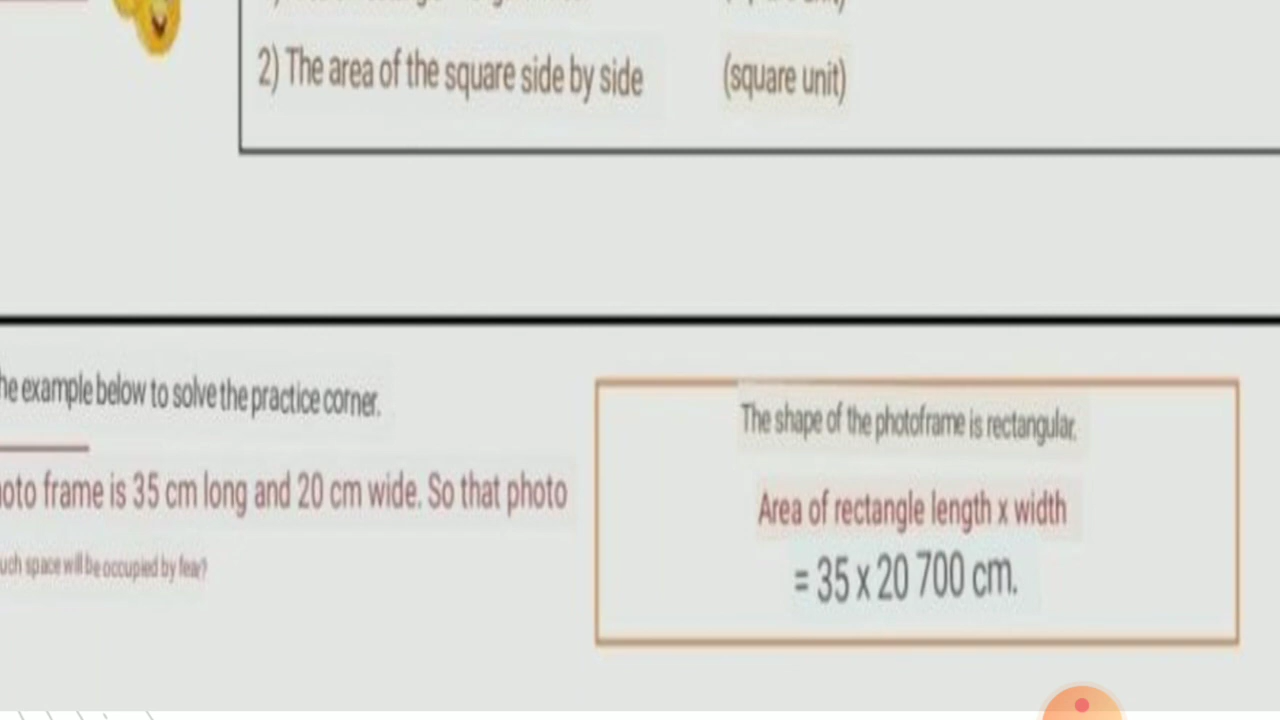 2) The area of the square side by side (square unit)
he example below to solve the practice corner.
oto frame is 35 cm long and 20 cm wide. So that photo
uch space will be occupied by fear?
The shape of the photoframe is rectangular.
Area of rectangle length x width
= 35 x 20 700 cm.